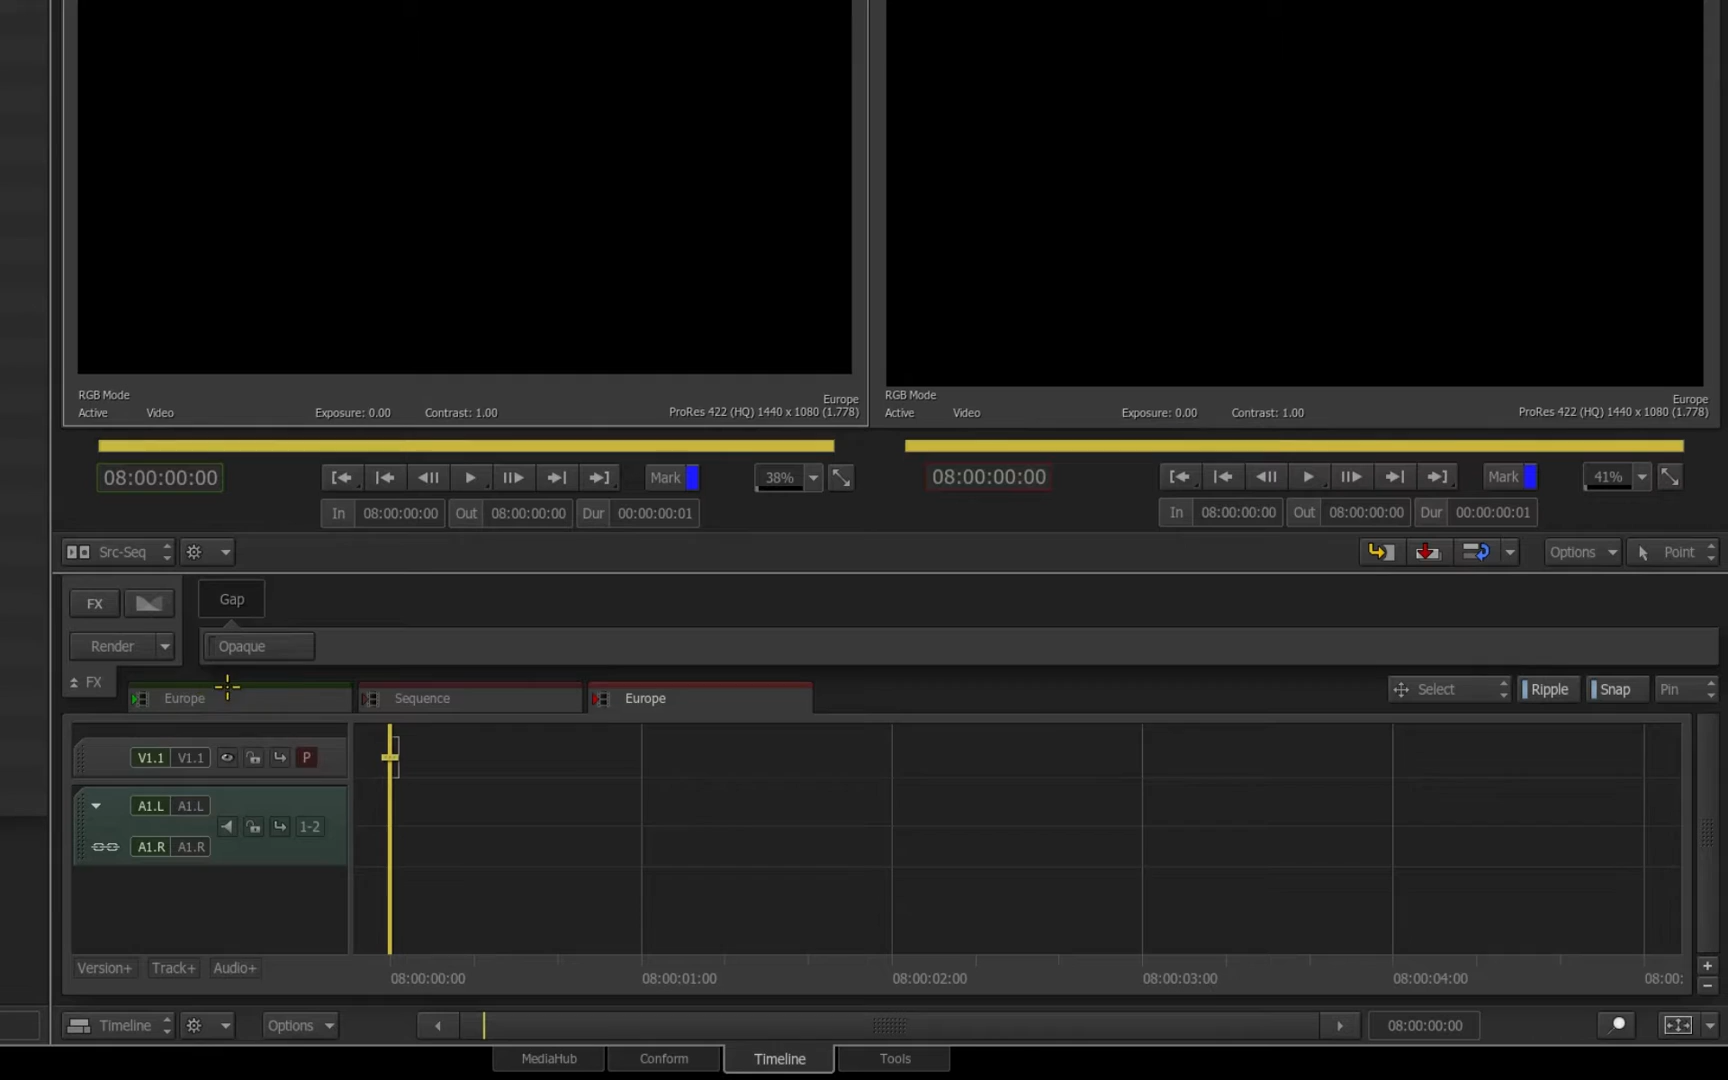 RGB Mode
Europe
Active Video Exposure: 0.00 Contrast: 1.00 ProRes 422 (HQ) 1440 x 1080 (1.778)
RGB Mode
Europe
Active Video Exposure: 0.00 Contrast: 1.00 ProRes 422 (HQ) 1440 x 1080 (1.778)
08:00:00:00 Mark 38%
In 08:00:00:00 Out 08:00:00:00 Dur 00:00:00:01
08:00:00:00 Mark 41%
In 08:00:00:00 Out 08:00:00:00 Dur 00:00:00:01
Src-Seq Options Point
FX Gap
Render Opaque
FX Europe Sequence Europe Select Ripple Snap Pin
V1.1 V1.1 P
A1.L A1.L
1-2
A1.R A1.R
Version+ Track+ Audio+
08:00:00:00 08:00:01:00 08:00:02:00 08:00:03:00 08:00:04:00 08:00:
Timeline Options 08:00:00:00
MediaHub Conform Timeline Tools